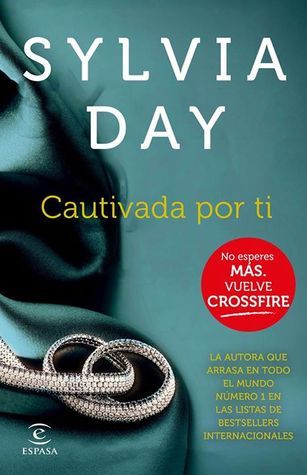 SYLVIA
DAY
Cautivada por ti
No esperes
MÁS.
VUELVE
CROSSFIRE
LA AUTORA QUE
ARRASA EN TODO
EL MUNDO
NÚMERO 1 EN
LAS LISTAS DE
BESTSELLERS
INTERNACIONALES
e
ESPASA